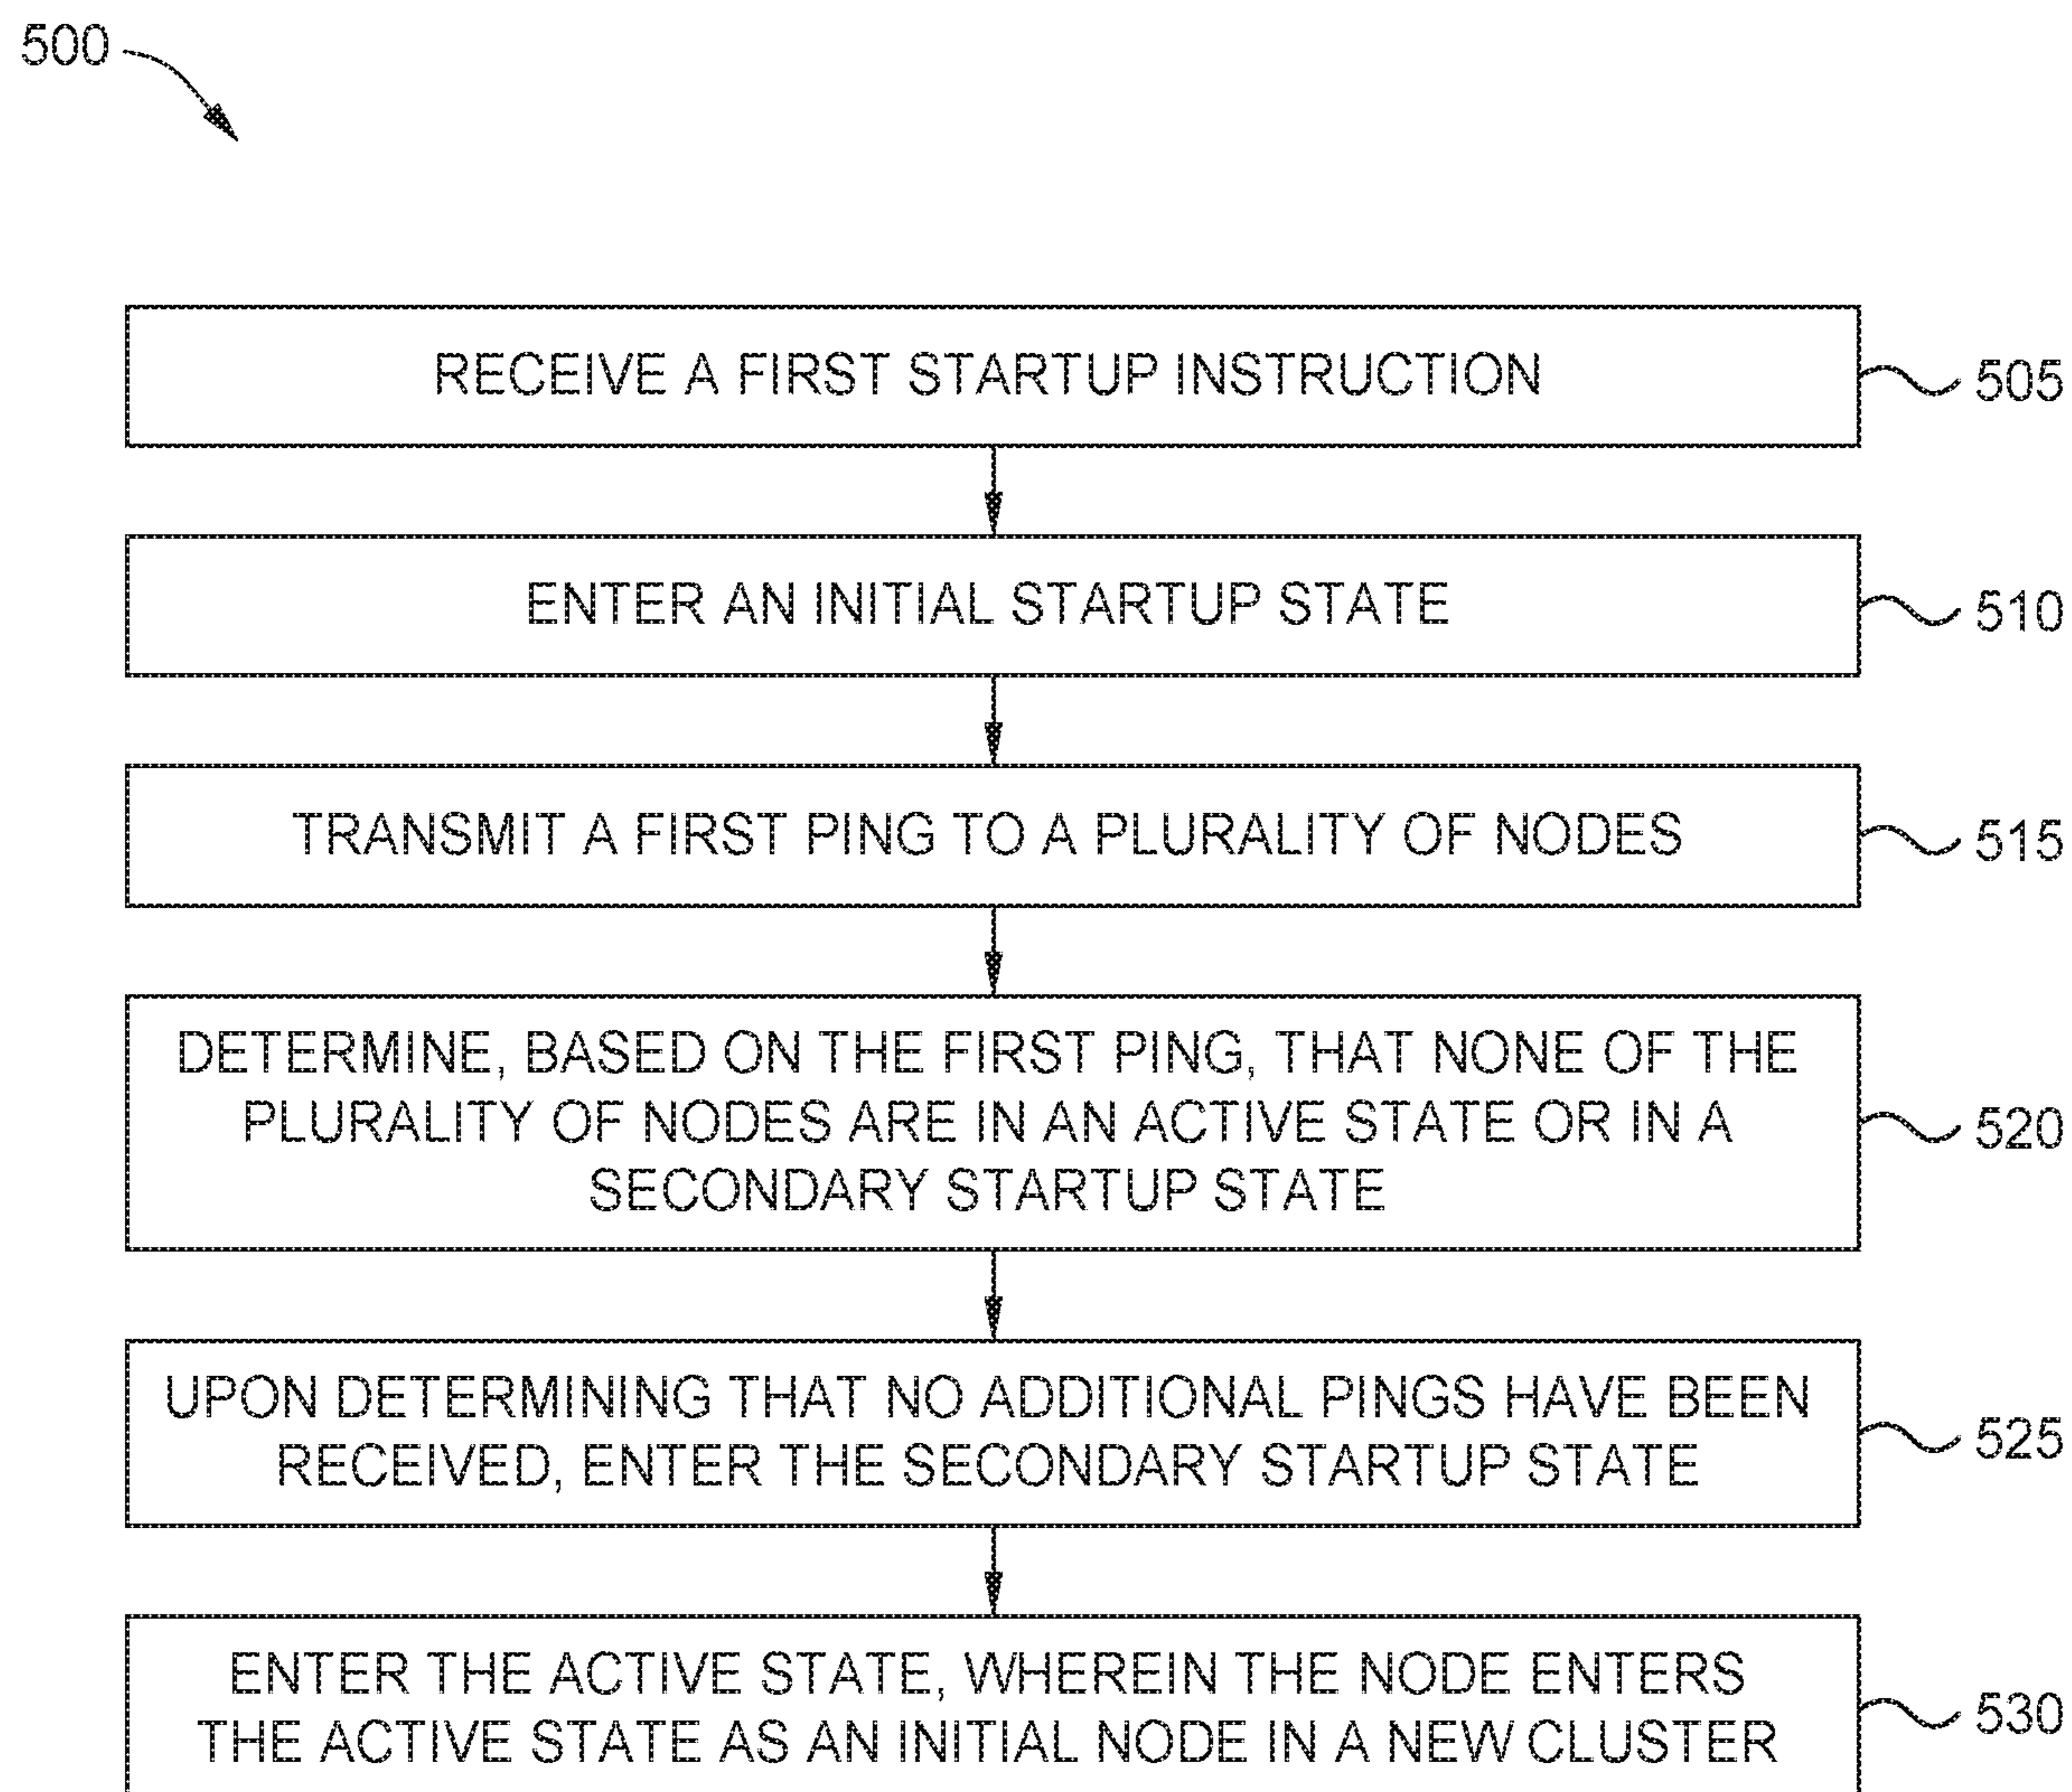 500
RECEIVE A FIRST STARTUP INSTRUCTION
505
ENTER AN INITIAL STARTUP STATE
510
TRANSMIT A FIRST PING TO A PLURALITY OF NODES
515
DETERMINE, BASED ON THE FIRST PING, THAT NONE OF THE
PLURALITY OF NODES ARE IN AN ACTIVE STATE OR IN A
SECONDARY STARTUP STATE
520
UPON DETERMINING THAT NO ADDITIONAL PINGS HAVE BEEN
RECEIVED, ENTER THE SECONDARY STARTUP STATE
525
ENTER THE ACTIVE STATE, WHEREIN THE NODE ENTERS
THE ACTIVE STATE AS AN INITIAL NODE IN A NEW CLUSTER
530